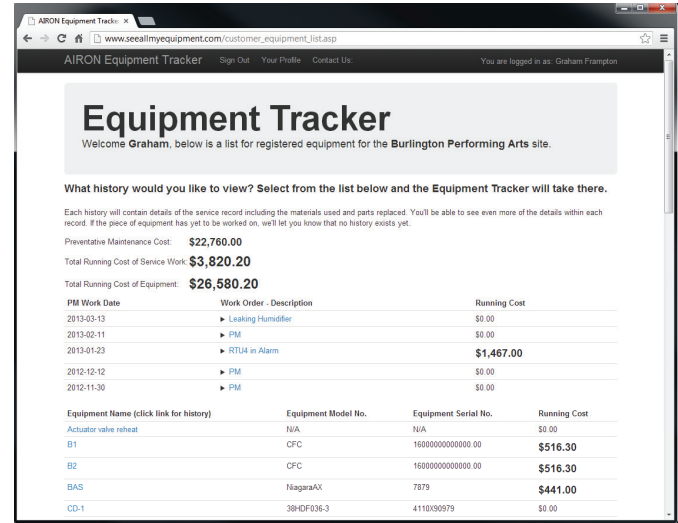 AIRON Equipment Tracke
www.seeallmyequipment.com/customer_equipment_list.asp
AIRON Equipment Tracker Sign Out Your Profile Contact Us: You are logged in as: Graham Frampton
Equipment Tracker
Welcome Graham, below is a list for registered equipment for the Burlington Performing Arts site.
What history would you like to view? Select from the list below and the Equipment Tracker will take there.
Each history will contain details of the service record including the materials used and parts replaced. You'll be able to see even more of the details within each
record. If the piece of equipment has yet to be worked on, we'll let you know that no history exists yet.
Preventative Maintenance Cost: $22,760.00
Total Running Cost of Service Work: $3,820.20
Total Running Cost of Equipment: $26,580.20
PM Work Date Work Order - Description Running Cost
2013-03-13 ► Leaking Humidifier $0.00
2013-02-11 ► PM $0.00
2013-01-23 ► RTU4 in Alarm $1,467.00
2012-12-12 ► PM $0.00
2012-11-30 ► PM $0.00
Equipment Name (click link for history) Equipment Model No. Equipment Serial No. Running Cost
Actuator valve reheat N/A N/A $0.00
B1 CFC 16000000000000.00 $516.30
B2 CFC 16000000000000.00 $516.30
BAS NiagaraAX 7879 $441.00
CD-1 38HDF036-3 4110X90979 $0.00